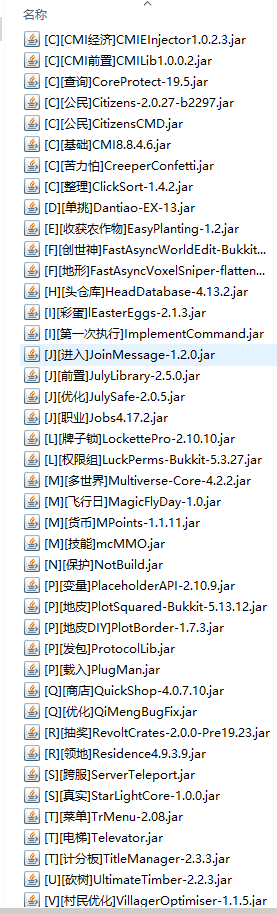 名称
[C][CMI经济]CMIEInjector1.0.2.3.jar
[C][CMI前置]CMILib1.0.0.2.jar
[C][查询]CoreProtect-19.5.jar
[C][公民]Citizens-2.0.27-b2297.jar
[C][公民]CitizensCMD.jar
[C][基础]CMI8.8.4.6.jar
[C][苦力怕]CreeperConfetti.jar
[C][整理]ClickSort-1.4.2.jar
[D][单挑]Dantiao-EX-13.jar
[E][收获农作物]EasyPlanting-1.2.jar
[F][创世神]FastAsyncWorldEdit-Bukkit...
[F][地形]FastAsyncVoxelSniper-flatten...
[H][头仓库]HeadDatabase-4.13.2.jar
[I][彩蛋]lEasterEggs-2.1.3.jar
[I][第一次执行]ImplementCommand.jar
[J][进入]JoinMessage-1.2.0.jar
[J][前置]JulyLibrary-2.5.0.jar
[J][优化]JulySafe-2.0.5.jar
[J][职业]Jobs4.17.2.jar
[L][牌子锁]LockettePro-2.10.10.jar
[L][权限组]LuckPerms-Bukkit-5.3.27.jar
[M][多世界]Multiverse-Core-4.2.2.jar
[M][飞行日]MagicFlyDay-1.0.jar
[M][货币]MPoints-1.1.11.jar
[M][技能]mcMMO.jar
[N][保护]NotBuild.jar
[P][变量]PlaceholderAPI-2.10.9.jar
[P][地皮]PlotSquared-Bukkit-5.13.12.jar
[P][地皮DIY]PlotBorder-1.7.3.jar
[P][发包]ProtocolLib.jar
[P][载入]PlugMan.jar
[Q][商店]QuickShop-4.0.7.10.jar
[Q][优化]QiMengBugFix.jar
[R][抽奖]RevoltCrates-2.0.0-Pre19.23.jar
[R][领地]Residence4.9.3.9.jar
[S][跨服]ServerTeleport.jar
[S][真实]StarLightCore-1.0.0.jar
[T][菜单]TrMenu-2.08.jar
[T][电梯]Televator.jar
[T][计分板]TitleManager-2.3.3.jar
[U][砍树]UltimateTimber-2.2.3.jar
[V][村民优化]VillagerOptimiser-1.1.5.jar